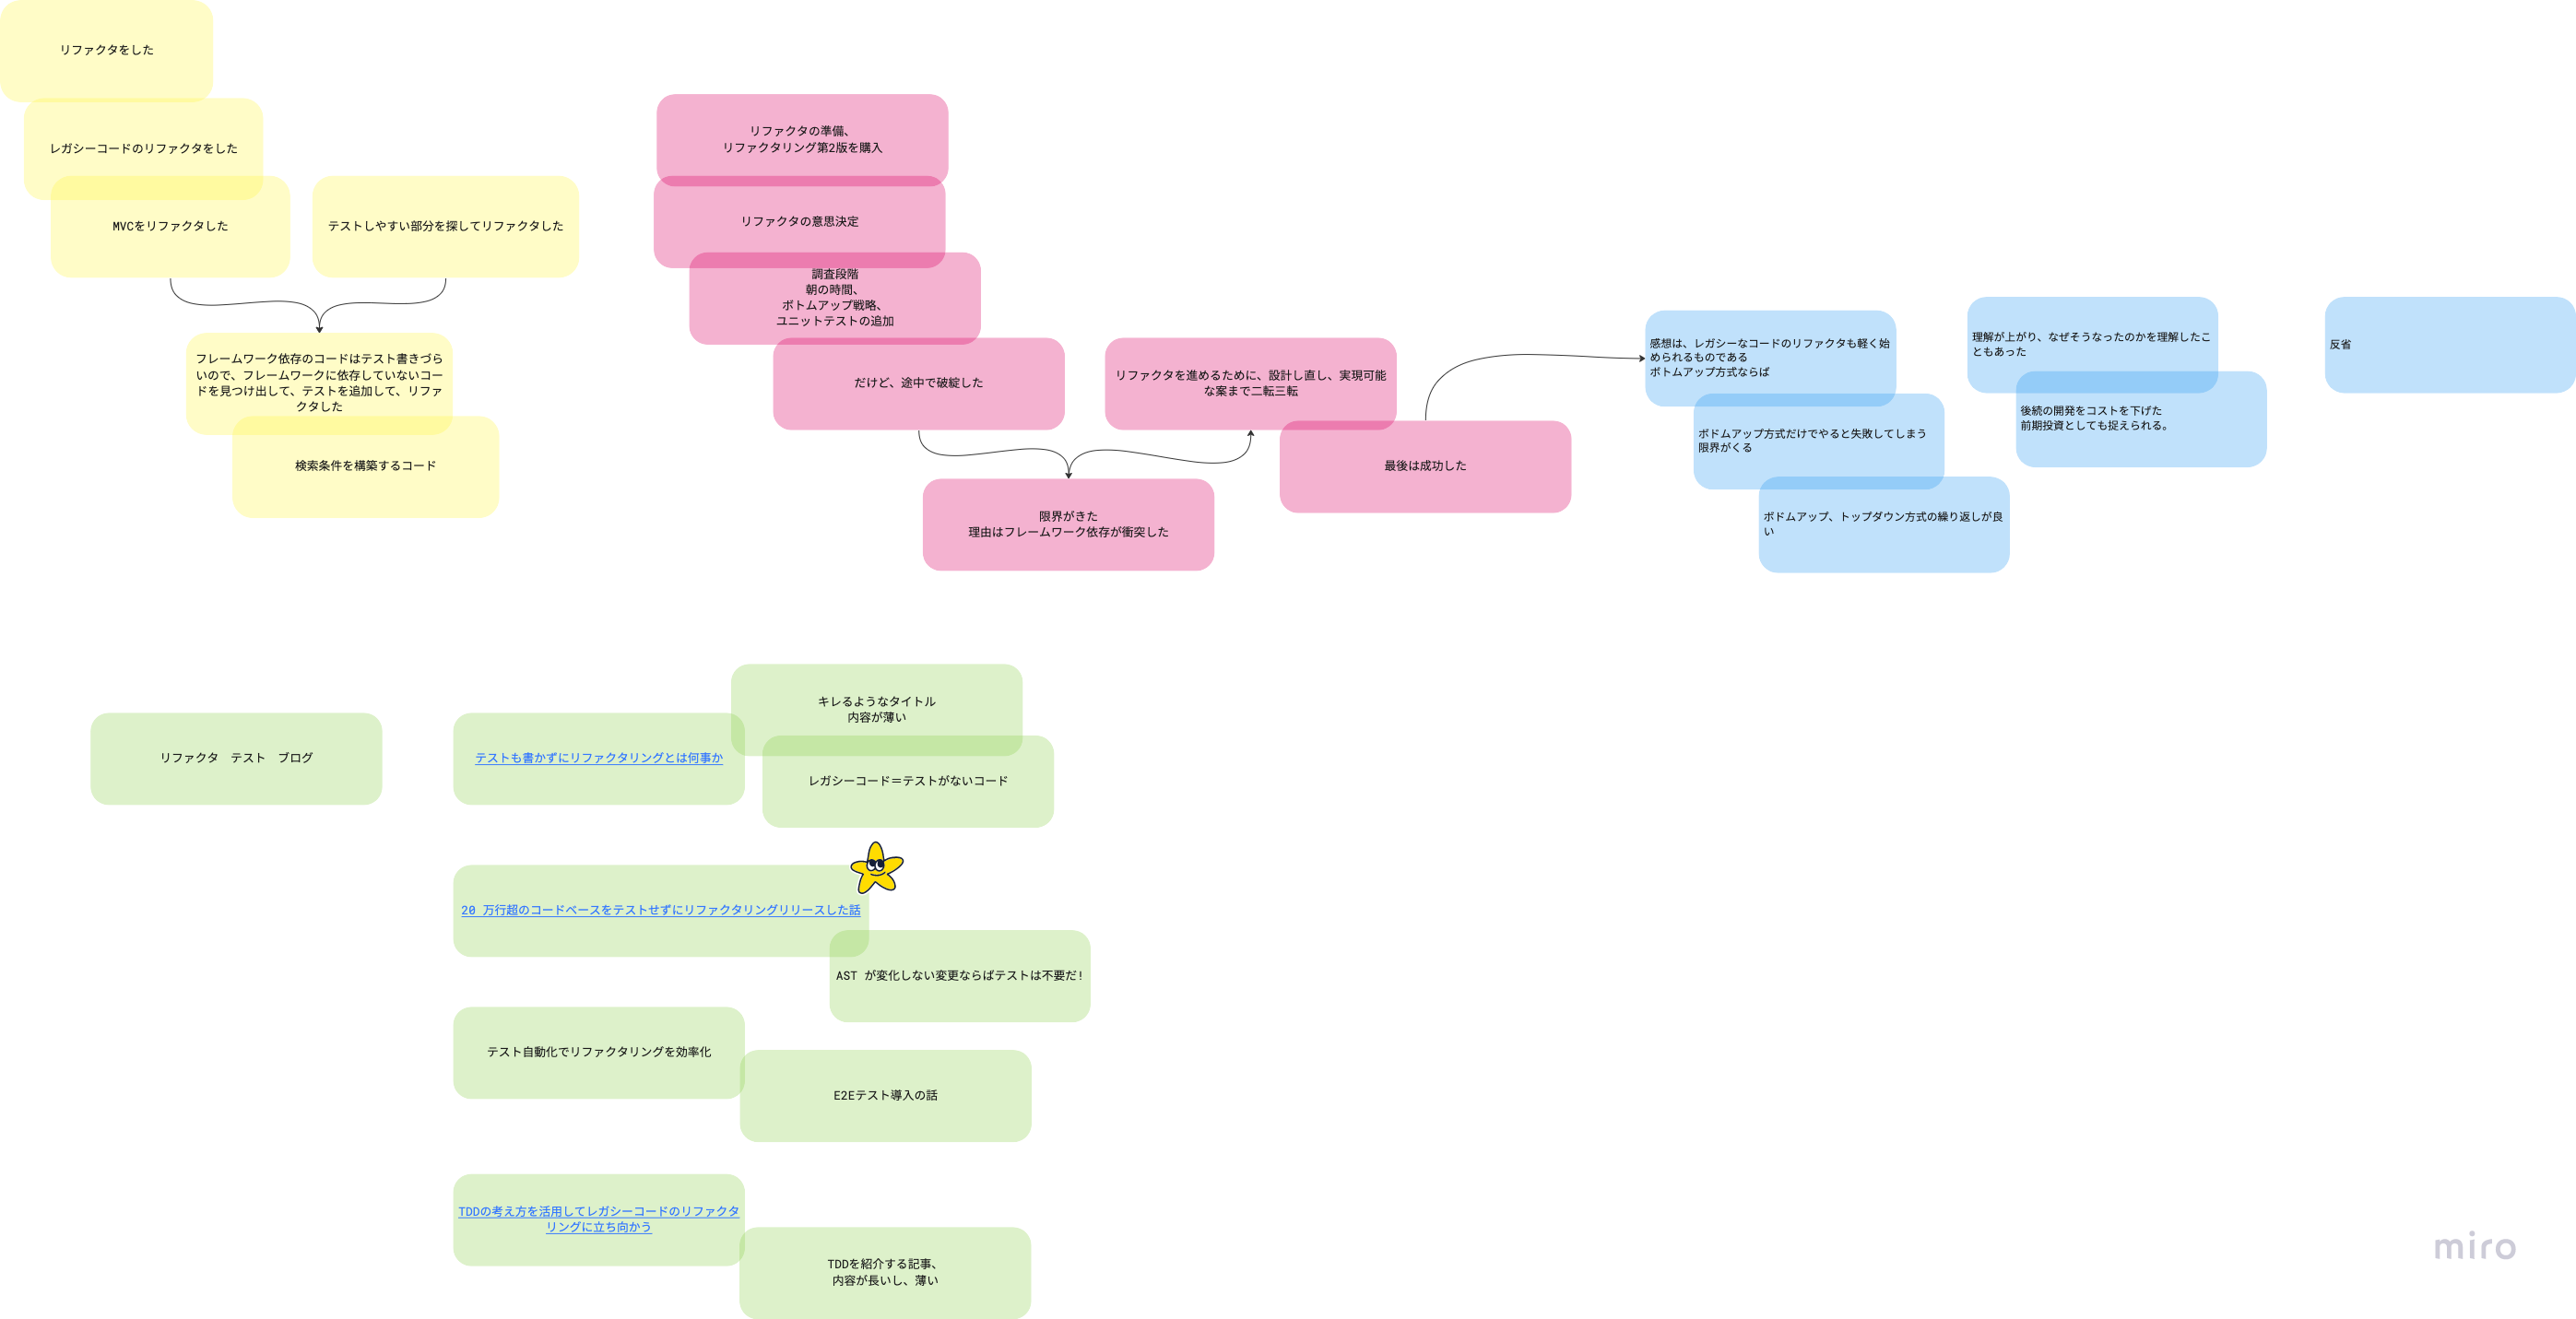 リファクタをした
レガシーコードのリファクタをした
MVCをリファクタした
テストしやすい部分を探してリファクタした
フレームワーク依存のコードはテスト書きづら
いので、フレームワークに依存していないコー
ドを見つけ出して、テストを追加して、リファ
クタした
検索条件を構築するコード
リファクタの準備、
リファクタリング第2版を購入
リファクタの意思決定
調査段階
朝の時間、
ボトムアップ戦略、
ユニットテストの追加
だけど、途中で破綻した
限界がきた
理由はフレームワーク依存が衝突した
リファクタを進めるために、設計し直し、実現可能
な案まで二転三転
最後は成功した
感想は、レガシーなコードのリファクタも軽く始
められるものである
ボトムアップ方式ならば
ボドムアップ方式だけでやると失敗してしまう
限界がくる
ボドムアップ、トップダウン方式の繰り返しが良
い
理解が上がり、なぜそうなったのかを理解したこ
ともあった
後続の開発をコストを下げた
前期投資としても捉えられる。
反省
リファクタ　テスト　ブログ
テストも書かずにリファクタリングとは何事か
キレるようなタイトル
内容が薄い
レガシーコード＝テストがないコード
20 万行超のコードベースをテストせずにリファクタリングリリースした話
AST が変化しない変更ならばテストは不要だ!
テスト自動化でリファクタリングを効率化
E2Eテスト導入の話
TDDの考え方を活用してレガシーコードのリファクタ
リングに立ち向かう
TDDを紹介する記事、
内容が長いし、薄い
miro